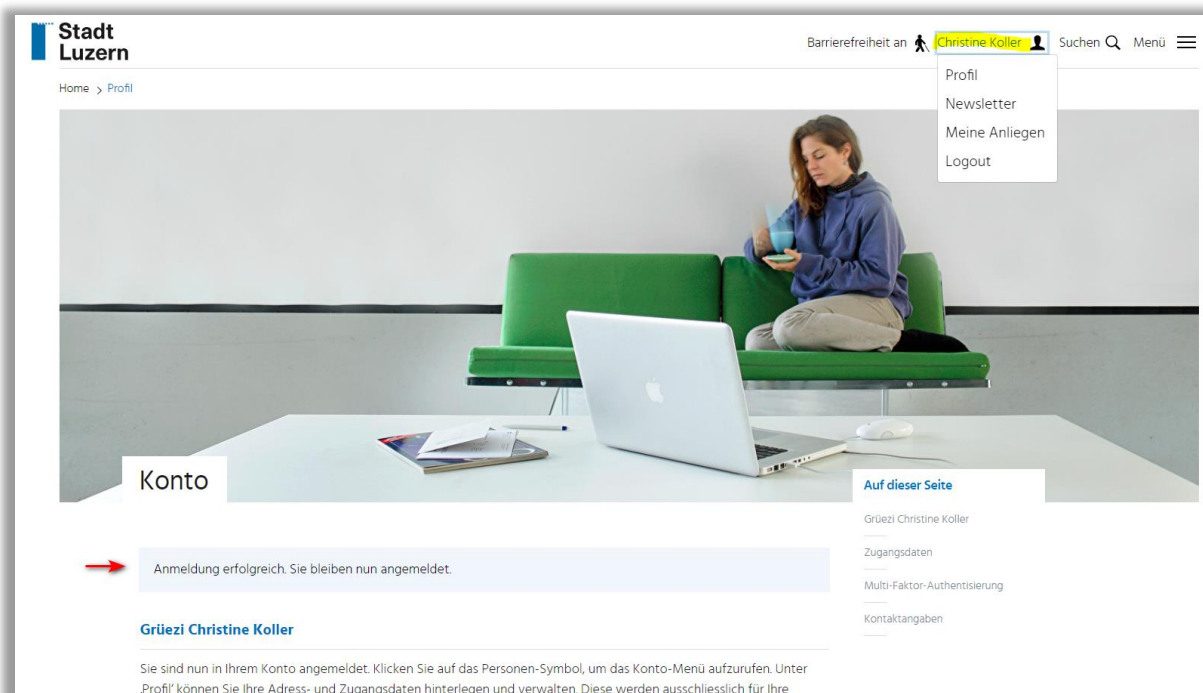 Stadt
Luzern
Barrierefreiheit an Christine Koller Suchen Menü
Profil
Newsletter
Meine Anliegen
Logout
Home > Profil
Konto
Auf dieser Seite
Grüezi Christine Koller
Zugangsdaten
Multi-Faktor-Authentisierung
Kontaktangaben
Anmeldung erfolgreich. Sie bleiben nun angemeldet.
Grüezi Christine Koller
Sie sind nun in Ihrem Konto angemeldet. Klicken Sie auf das Personen-Symbol, um das Konto-Menü aufzurufen. Unter
‚Profil' können Sie Ihre Adress- und Zugangsdaten hinterlegen und verwalten. Diese werden ausschliesslich für Ihre